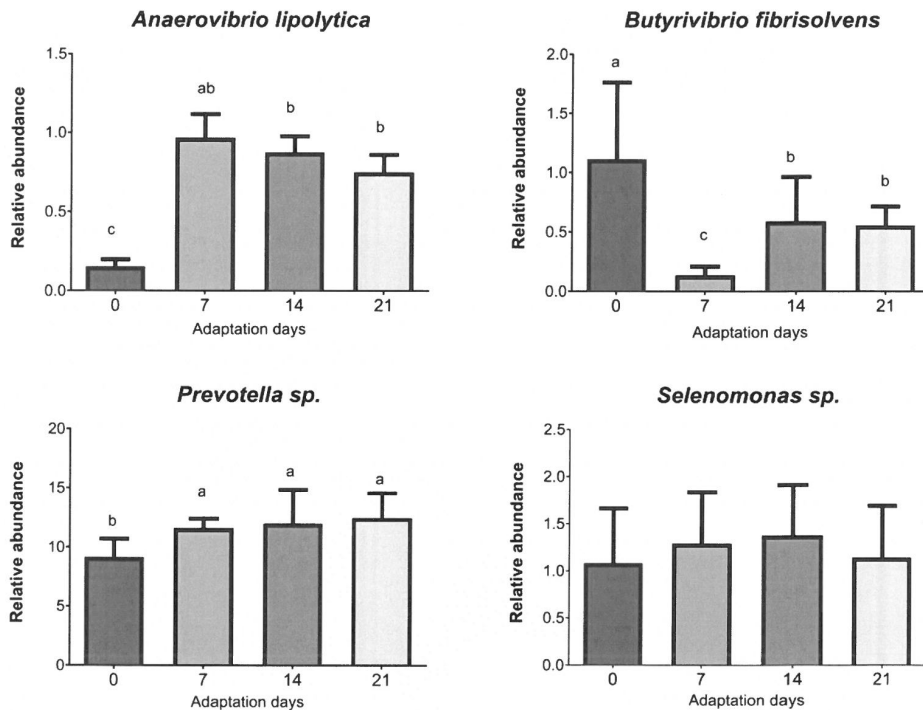 Anaerovibrio lipolytica
Relative abundance
1.5
1.0
0.5
0.0
c
ab
b
b
0 7 14 21
Adaptation days
Butyrivibrio fibrisolvens
Relative abundance
2.0
1.5
1.0
0.5
0.0
a
c
b
b
0 7 14 21
Adaptation days
Prevotella sp.
Relative abundance
20
15
10
5
0
b
a
a
a
0 7 14 21
Adaptation days
Selenomonas sp.
Relative abundance
2.5
2.0
1.5
1.0
0.5
0.0
0 7 14 21
Adaptation days